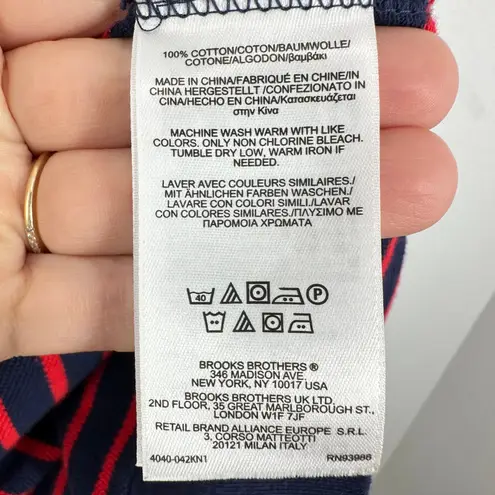 100% COTTON/COTON/BAUMWOLLE/
COTONE/ALGODON/βαμβάκι
MADE IN CHINA/FABRIQUÉ EN CHINE/IN
CHINA HERGESTELLT /CONFEZIONATO IN
CINA/HECHO EN CHINA/Κατασκευάζεται
στην Κίνα
MACHINE WASH WARM WITH LIKE
COLORS. ONLY NON CHLORINE BLEACH.
TUMBLE DRY LOW, WARM IRON IF
NEEDED.
LAVER AVEC COULEURS SIMILAIRES./
MIT ÄHNLICHEN FARBEN WASCHEN./
LAVARE CON COLORI SIMILI./LAVAR
CON COLORES SIMILARES./ΠΛΥΣΙΜΟ ΜΕ
ΠΑΡΟΜΟΙΑ ΧΡΩΜΑΤΑ
40 P
BROOKS BROTHERS ®
346 MADISON AVE.
NEW YORK, NY 10017 USA
BROOKS BROTHERS UK LTD.
2ND FLOOR, 35 GREAT MARLBOROUGH ST.,
LONDON W1F 7JF
RETAIL BRAND ALLIANCE EUROPE S.R.L.
3, CORSO MATTEOTTI
20121 MILAN ITALY
4040-042KN1 RN93986